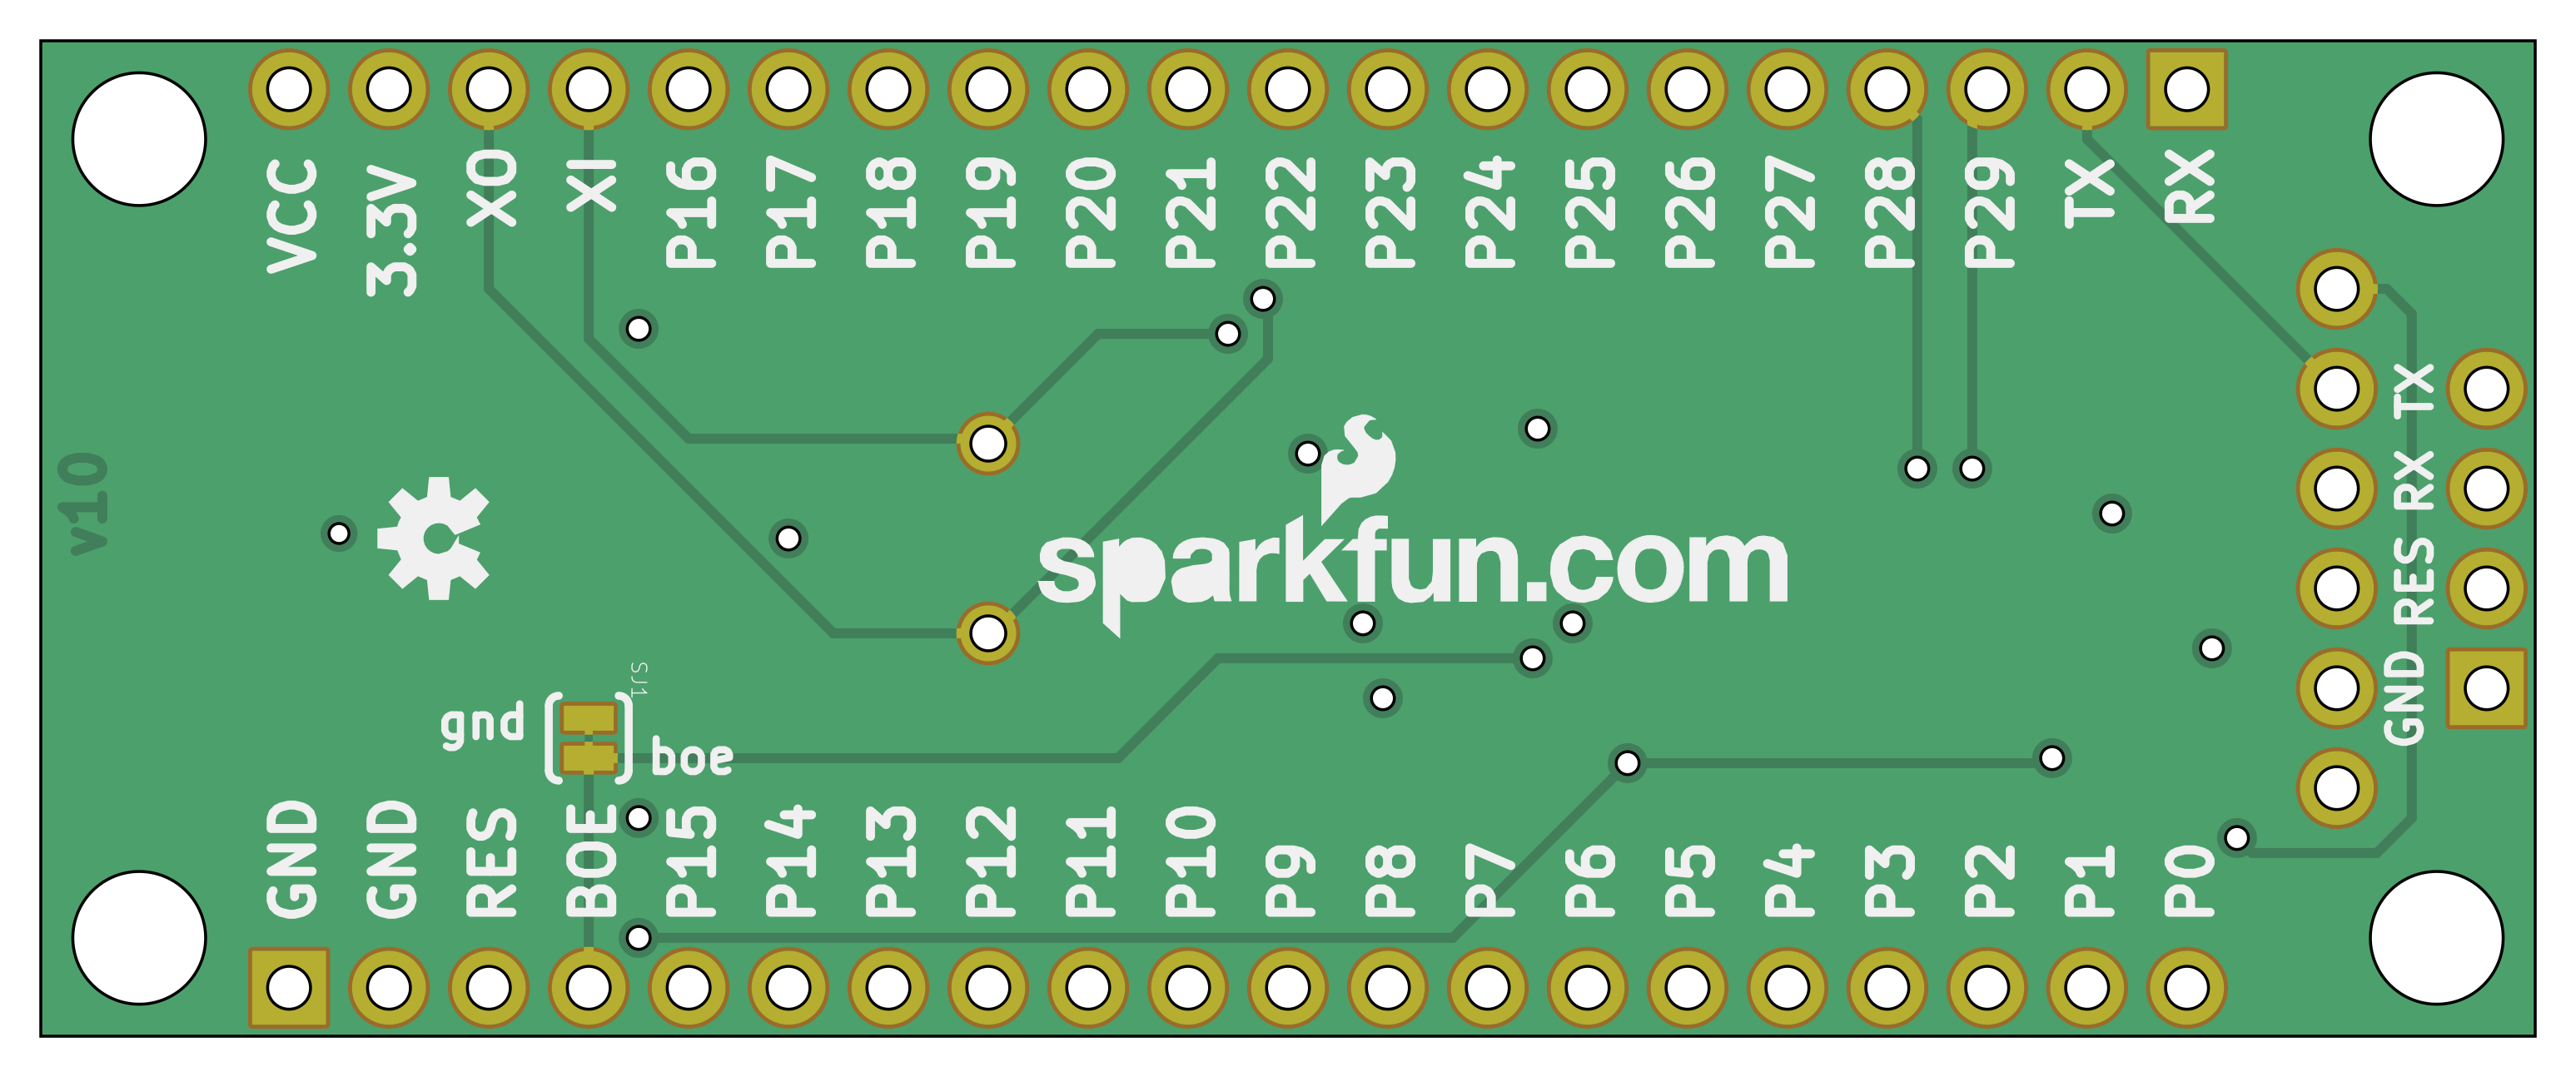 VCC 3.3V XO XI P16 P17 P18 P19 P20 P21 P22 P23 P24 P25 P26 P27 P28 P29 TX RX
TX
RX
RES
GND
v10
sparkfun.com
SJ1
gnd
boe
GND GND RES BOE P15 P14 P13 P12 P11 P10 P9 P8 P7 P6 P5 P4 P3 P2 P1 P0